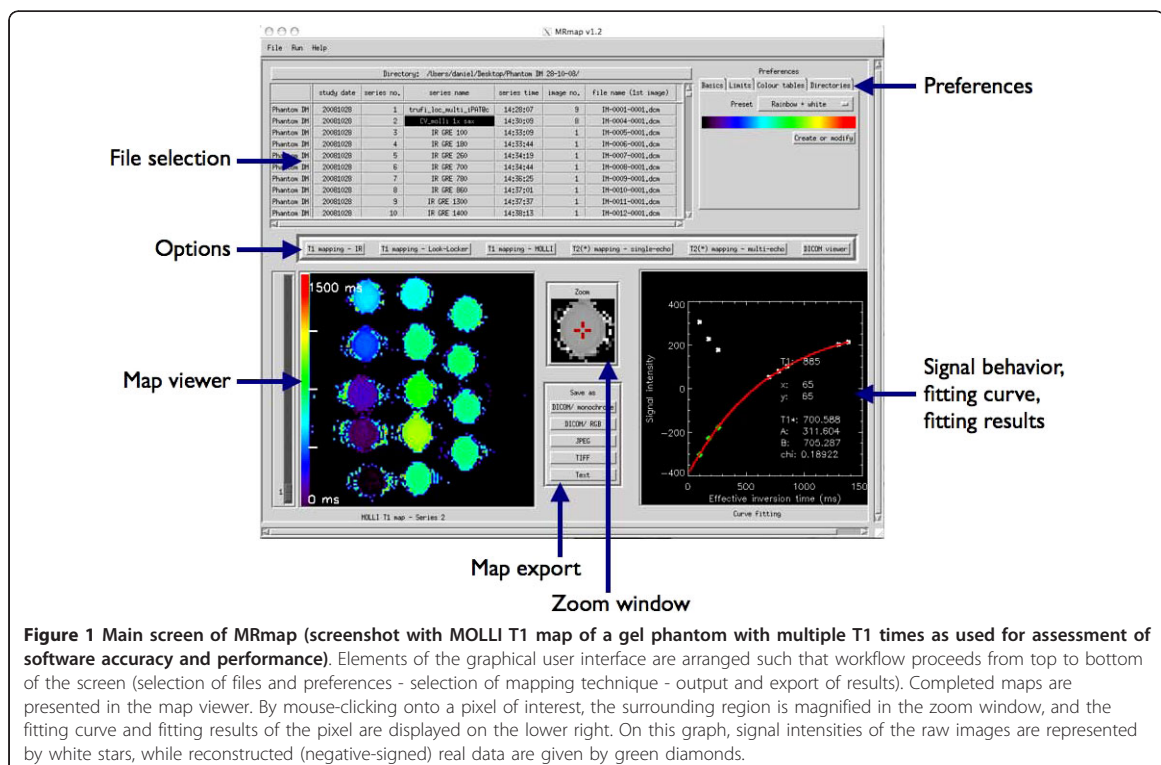 MRmap v1.2
File Run Help
Directory: /Users/daniel/Desktop/Phantom DM 28-10-08/
study date series no. series name series time image no. file name (1st image)
Phantom DM 20081028 1 trufi_loc_multi_iPAT@c 14:28:07 9 IM-0001-0001.dcm
Phantom DM 20081028 2 CV_molli 1x sax 14:30:09 8 IM-0004-0001.dcm
Phantom DM 20081028 3 IR GRE 100 14:33:09 1 IM-0005-0001.dcm
Phantom DM 20081028 4 IR GRE 180 14:33:44 1 IM-0006-0001.dcm
Phantom DM 20081028 5 IR GRE 260 14:34:19 1 IM-0007-0001.dcm
Phantom DM 20081028 6 IR GRE 700 14:34:44 1 IM-0008-0001.dcm
Phantom DM 20081028 7 IR GRE 780 14:36:25 1 IM-0009-0001.dcm
Phantom DM 20081028 8 IR GRE 860 14:37:01 1 IM-0010-0001.dcm
Phantom DM 20081028 9 IR GRE 1300 14:37:37 1 IM-0011-0001.dcm
Phantom DM 20081028 10 IR GRE 1400 14:38:13 1 IM-0012-0001.dcm
Preferences
Basics Limits Colour tables Directories
Preset Rainbow + white
Create or modify
Preferences
File selection
Options
T1 mapping - IR T1 mapping - Look-Locker T1 mapping - MOLLI T2(*) mapping - single-echo T2(*) mapping - multi-echo DICOM viewer
Map viewer
1500 ms
0 ms
1
MOLLI T1 map - Series 2
Zoom
Save as
DICOM/ monochrome
DICOM/ RGB
JPEG
TIFF
Text
Signal intensity
400
200
0
-200
-400
T1: 885
x: 65
y: 65
T1*: 700.588
A: 311.604
B: 705.287
chi: 0.18922
0 500 1000 1500
Effective inversion time (ms)
Curve fitting
Signal behavior,
fitting curve,
fitting results
Map export
Zoom window
Figure 1 Main screen of MRmap (screenshot with MOLLI T1 map of a gel phantom with multiple T1 times as used for assessment of
software accuracy and performance). Elements of the graphical user interface are arranged such that workflow proceeds from top to bottom
of the screen (selection of files and preferences - selection of mapping technique - output and export of results). Completed maps are
presented in the map viewer. By mouse-clicking onto a pixel of interest, the surrounding region is magnified in the zoom window, and the
fitting curve and fitting results of the pixel are displayed on the lower right. On this graph, signal intensities of the raw images are represented
by white stars, while reconstructed (negative-signed) real data are given by green diamonds.